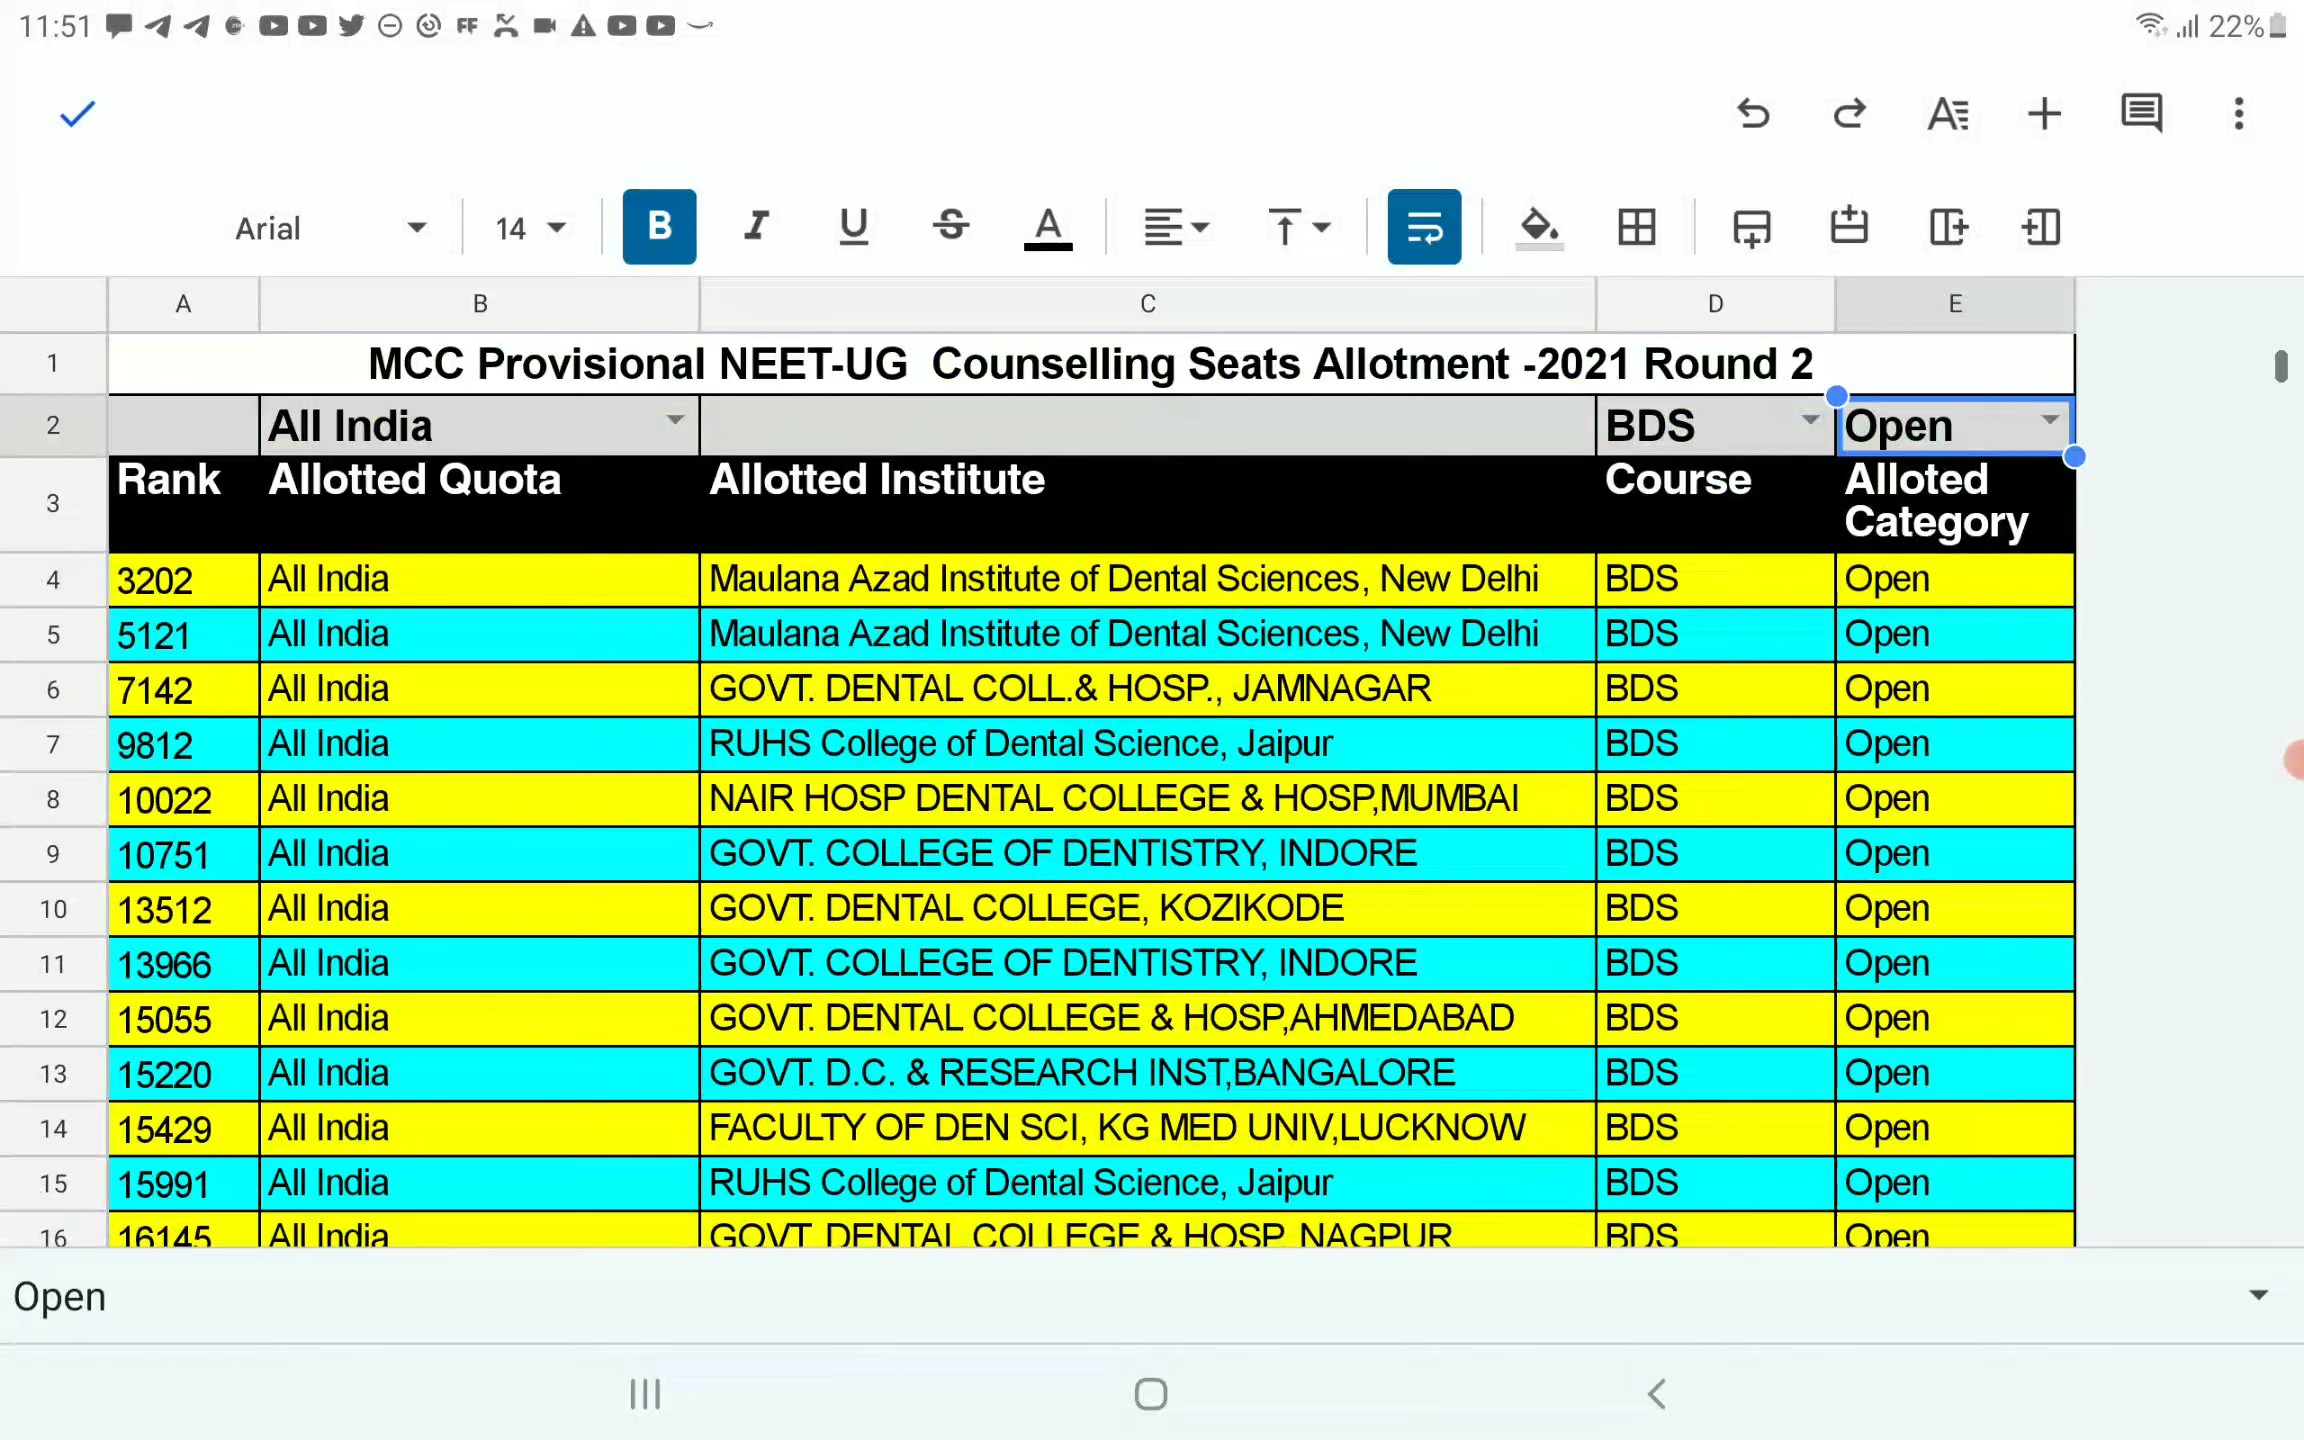 11:51 FF 22%
Arial 14 B I U S A
A B C D E
1 MCC Provisional NEET-UG Counselling Seats Allotment -2021 Round 2
2 All India BDS Open
3 Rank Allotted Quota Allotted Institute Course Alloted Category
4 3202 All India Maulana Azad Institute of Dental Sciences, New Delhi BDS Open
5 5121 All India Maulana Azad Institute of Dental Sciences, New Delhi BDS Open
6 7142 All India GOVT. DENTAL COLL.& HOSP., JAMNAGAR BDS Open
7 9812 All India RUHS College of Dental Science, Jaipur BDS Open
8 10022 All India NAIR HOSP DENTAL COLLEGE & HOSP,MUMBAI BDS Open
9 10751 All India GOVT. COLLEGE OF DENTISTRY, INDORE BDS Open
10 13512 All India GOVT. DENTAL COLLEGE, KOZIKODE BDS Open
11 13966 All India GOVT. COLLEGE OF DENTISTRY, INDORE BDS Open
12 15055 All India GOVT. DENTAL COLLEGE & HOSP,AHMEDABAD BDS Open
13 15220 All India GOVT. D.C. & RESEARCH INST,BANGALORE BDS Open
14 15429 All India FACULTY OF DEN SCI, KG MED UNIV,LUCKNOW BDS Open
15 15991 All India RUHS College of Dental Science, Jaipur BDS Open
16 16145 All India GOVT DENTAL COLLEGE & HOSP NAGPUR BDS Open
Open